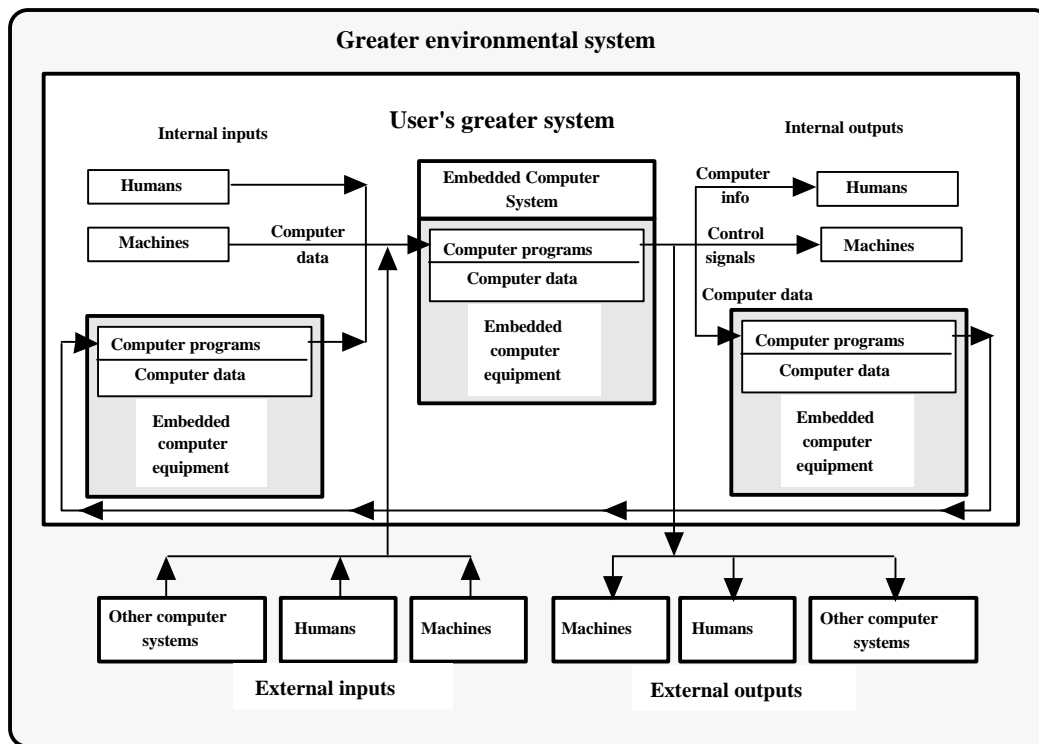 Greater environmental system
User's greater system
Internal inputs
Internal outputs
Humans
Machines
Computer
data
Computer programs
Computer data
Embedded
computer
equipment
Embedded Computer
System
Computer programs
Computer data
Embedded
computer
equipment
Computer
info
Control
signals
Computer data
Humans
Machines
Computer programs
Computer data
Embedded
computer
equipment
Other computer
systems
Humans
Machines
External inputs
Machines
Humans
Other computer
systems
External outputs